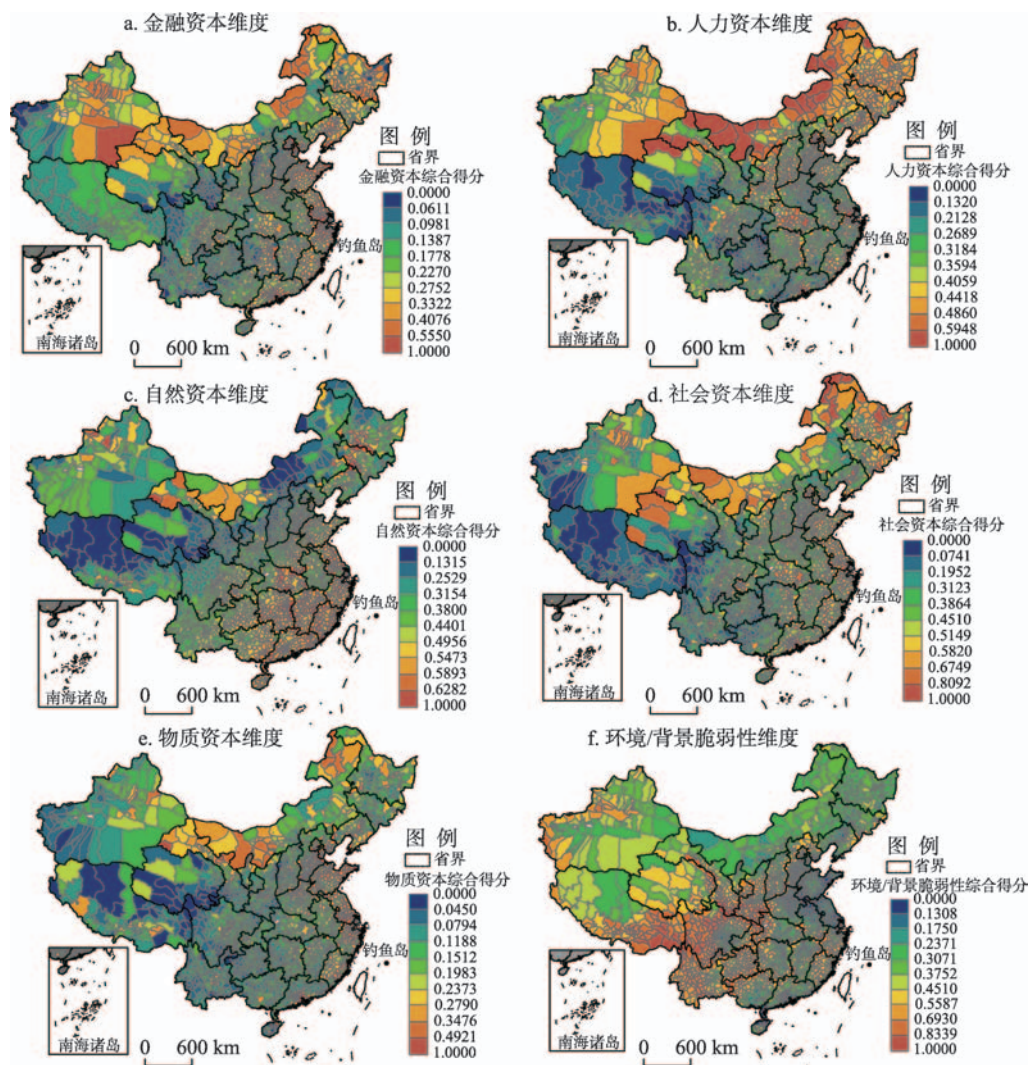 a. 金融资本维度
图 例
省界
金融资本综合得分
0.0000
0.0611
0.0981
0.1387
0.1778
0.2270
0.2752
0.3322
0.4076
0.5550
1.0000
钓鱼岛
南海诸岛
0 600 km
b. 人力资本维度
图 例
省界
人力资本综合得分
0.0000
0.1320
0.2128
0.2689
0.3184
0.3594
0.4059
0.4418
0.4860
0.5948
1.0000
钓鱼岛
南海诸岛
0 600 km
c. 自然资本维度
图 例
省界
自然资本综合得分
0.0000
0.1315
0.2529
0.3154
0.3800
0.4401
0.4956
0.5473
0.5893
0.6282
1.0000
钓鱼岛
南海诸岛
0 600 km
d. 社会资本维度
图 例
省界
社会资本综合得分
0.0000
0.0741
0.1952
0.3123
0.3864
0.4510
0.5149
0.5820
0.6749
0.8092
1.0000
钓鱼岛
南海诸岛
0 600 km
e. 物质资本维度
图 例
省界
物质资本综合得分
0.0000
0.0450
0.0794
0.1188
0.1512
0.1983
0.2373
0.2790
0.3476
0.4921
1.0000
钓鱼岛
南海诸岛
0 600 km
f. 环境/背景脆弱性维度
图 例
省界
环境/背景脆弱性综合得分
0.0000
0.1308
0.1750
0.2371
0.3071
0.3752
0.4510
0.5587
0.6930
0.8339
1.0000
钓鱼岛
南海诸岛
0 600 km